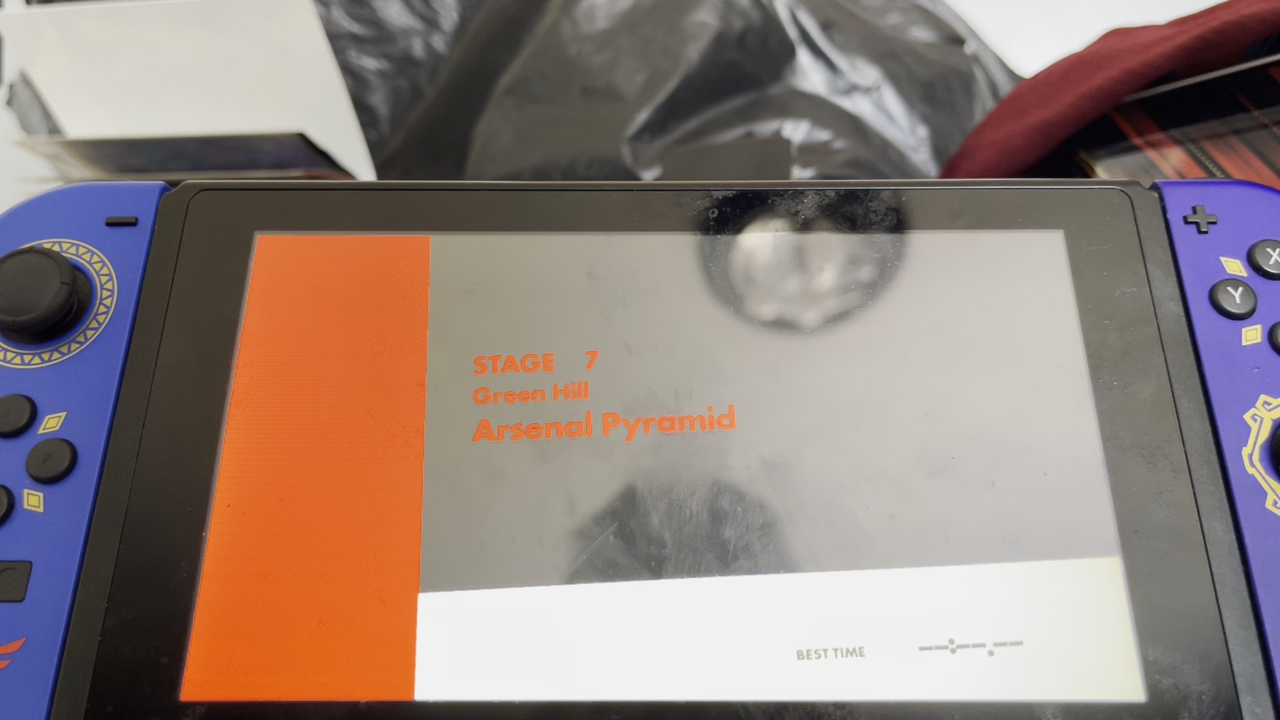 STAGE 7
Green Hill
Arsenal Pyramid
BEST TIME --:--.--
X
Y